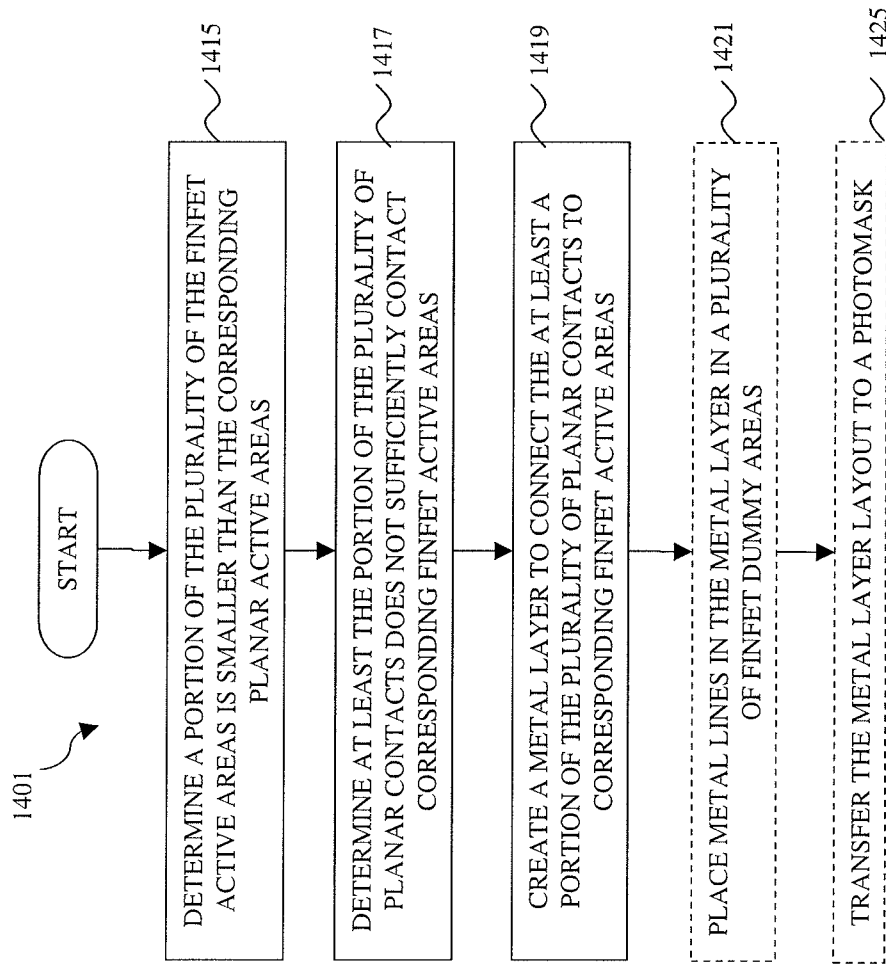 1401
START
DETERMINE A PORTION OF THE PLURALITY OF THE FINFET
ACTIVE AREAS IS SMALLER THAN THE CORRESPONDING
PLANAR ACTIVE AREAS
1415
DETERMINE AT LEAST THE PORTION OF THE PLURALITY OF
PLANAR CONTACTS DOES NOT SUFFICIENTLY CONTACT
CORRESPONDING FINFET ACTIVE AREAS
1417
CREATE A METAL LAYER TO CONNECT THE AT LEAST A
PORTION OF THE PLURALITY OF PLANAR CONTACTS TO
CORRESPONDING FINFET ACTIVE AREAS
1419
PLACE METAL LINES IN THE METAL LAYER IN A PLURALITY
OF FINFET DUMMY AREAS
1421
TRANSFER THE METAL LAYER LAYOUT TO A PHOTOMASK
1425